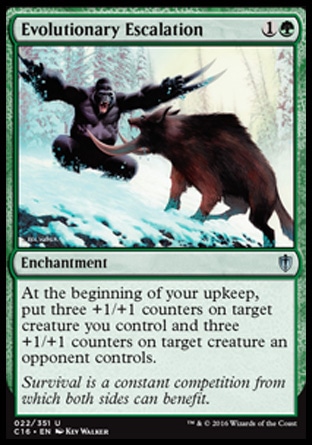 Evolutionary Escalation 1
Enchantment
At the beginning of your upkeep,
put three +1/+1 counters on target
creature you control and three
+1/+1 counters on target creature an
opponent controls.
Survival is a constant competition from
which both sides can benefit.
022/351 U
C16 • EN Kev Walker
™ & © 2016 Wizards of the Coast